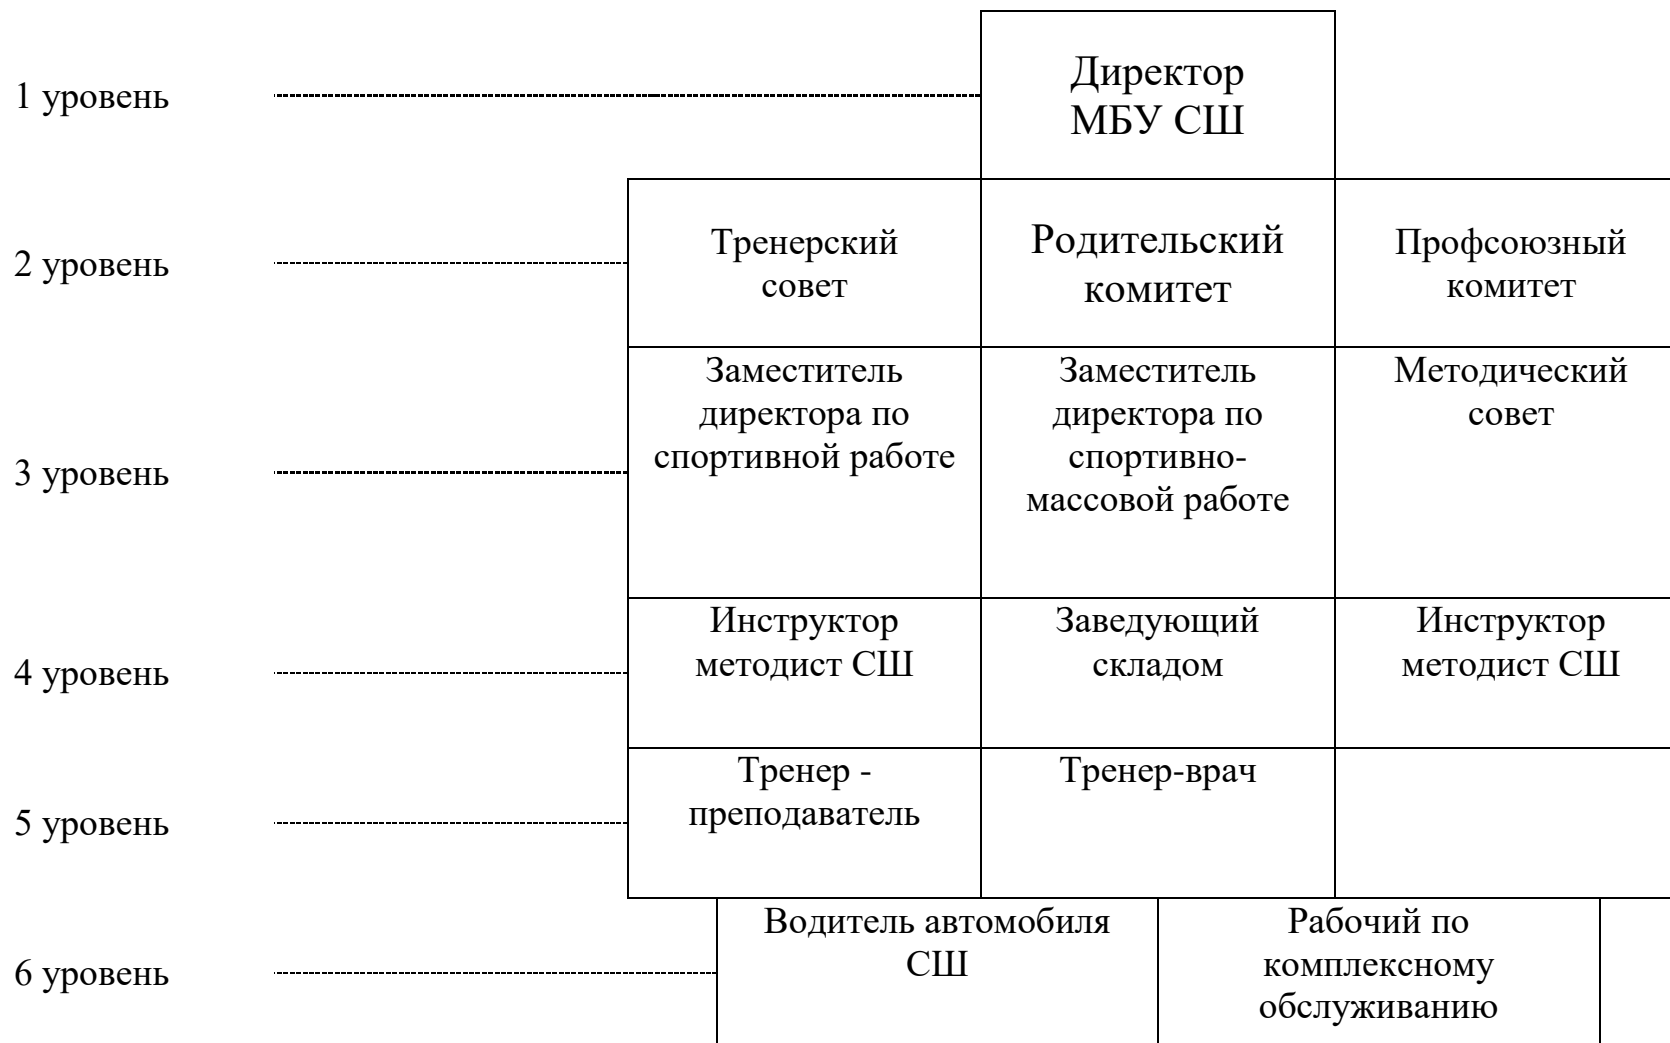 Директор
1 уровень
МБУ СШ
Тренерский
совет
Родительский
комитет
Профсоюзный
комитет
2 уровень
Заместитель
директора по
спортивной работе
Заместитель
директора по
спортивно-
массовой работе
Методический
совет
3 уровень
Инструктор
методист СШ
Заведующий
складом
Инструктор
методист СШ
4 уровень
Тренер -
преподаватель
Тренер-врач
5 уровень
Водитель автомобиля
СШ
Рабочий по
комплексному
обслуживанию
6 уровень